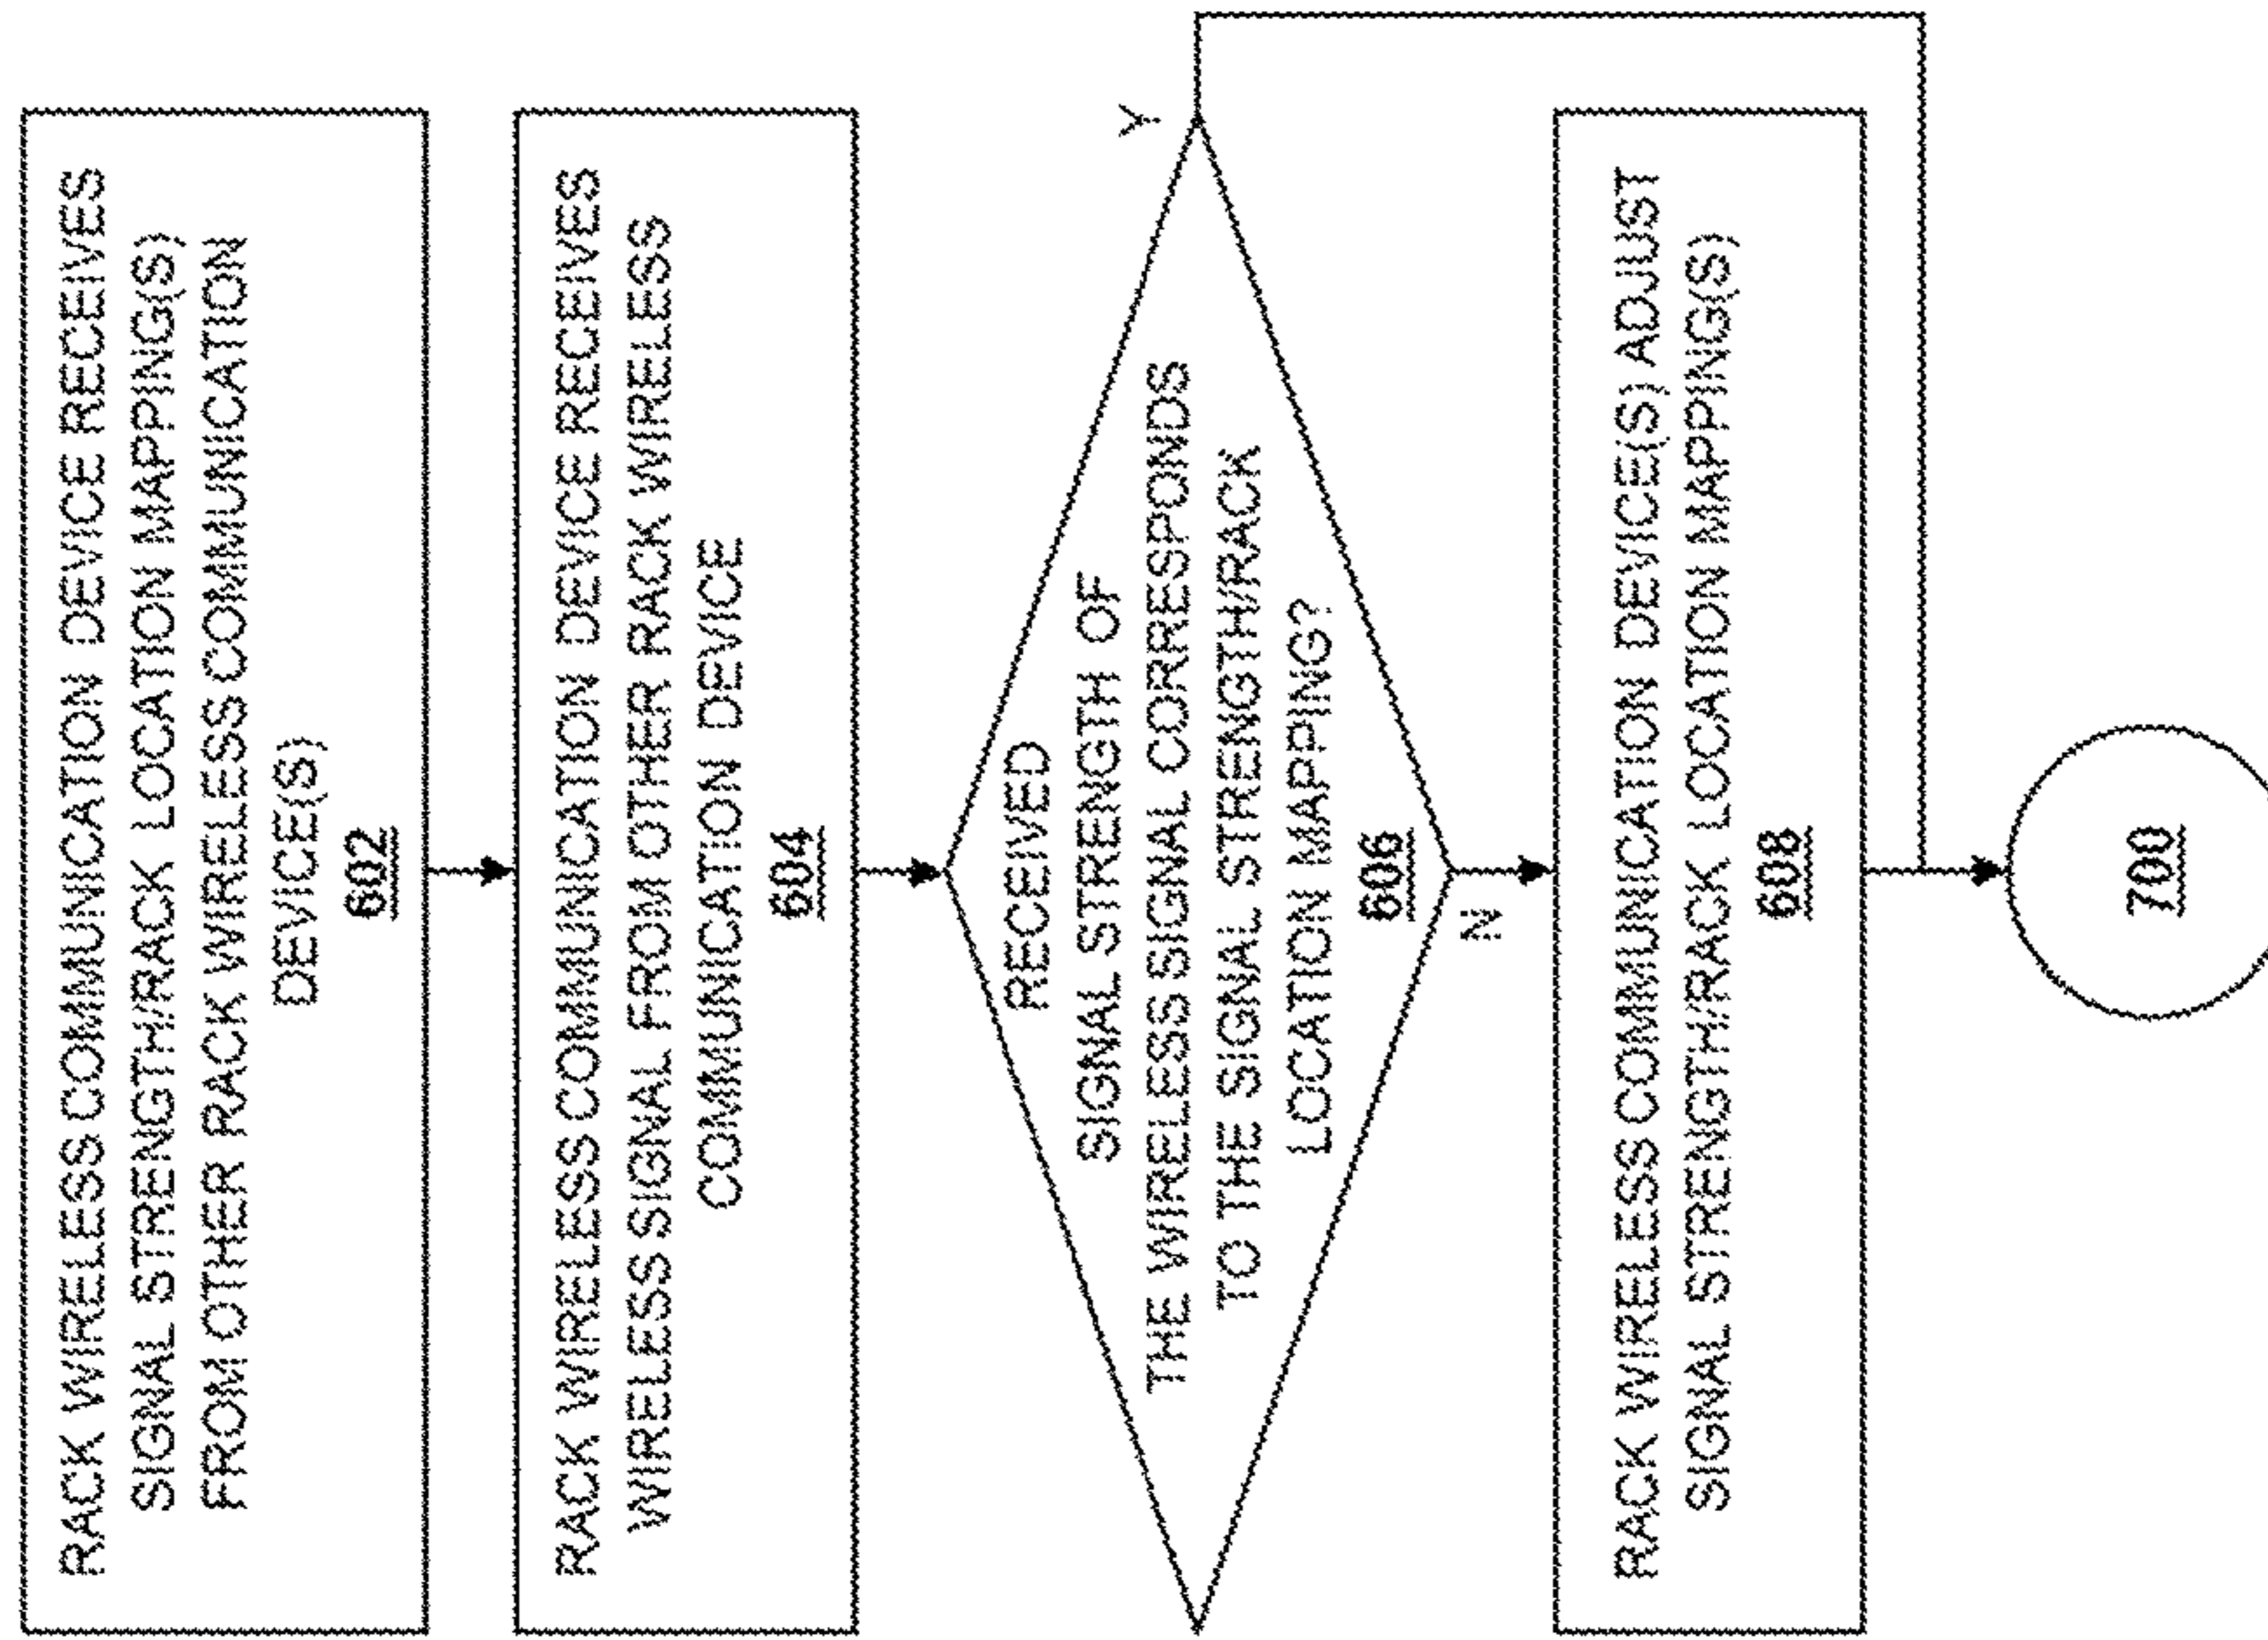 RACK WIRELESS COMMUNICATION DEVICE RECEIVES
SIGNAL STRENGTH/RACK LOCATION MAPPING(S)
FROM OTHER RACK WIRELESS COMMUNICATION
DEVICE(S)
602
RACK WIRELESS COMMUNICATION DEVICE RECEIVES
WIRELESS SIGNAL FROM OTHER RACK WIRELESS
COMMUNICATION DEVICE
604
RECEIVED
SIGNAL STRENGTH OF
THE WIRELESS SIGNAL CORRESPONDS
TO THE SIGNAL STRENGTH/RACK
LOCATION MAPPING?
606
Y
N
RACK WIRELESS COMMUNICATION DEVICE(S) ADJUST
SIGNAL STRENGTH/RACK LOCATION MAPPING(S)
608
700